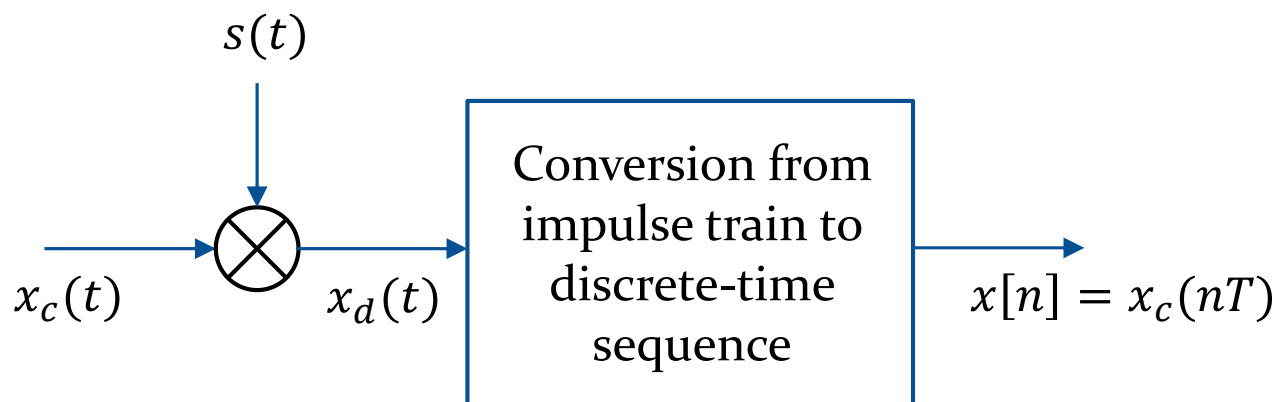 s(t)
Conversion from
impulse train to
discrete-time
sequence
x_c(t)
x_d(t)
x[n] = x_c(nT)